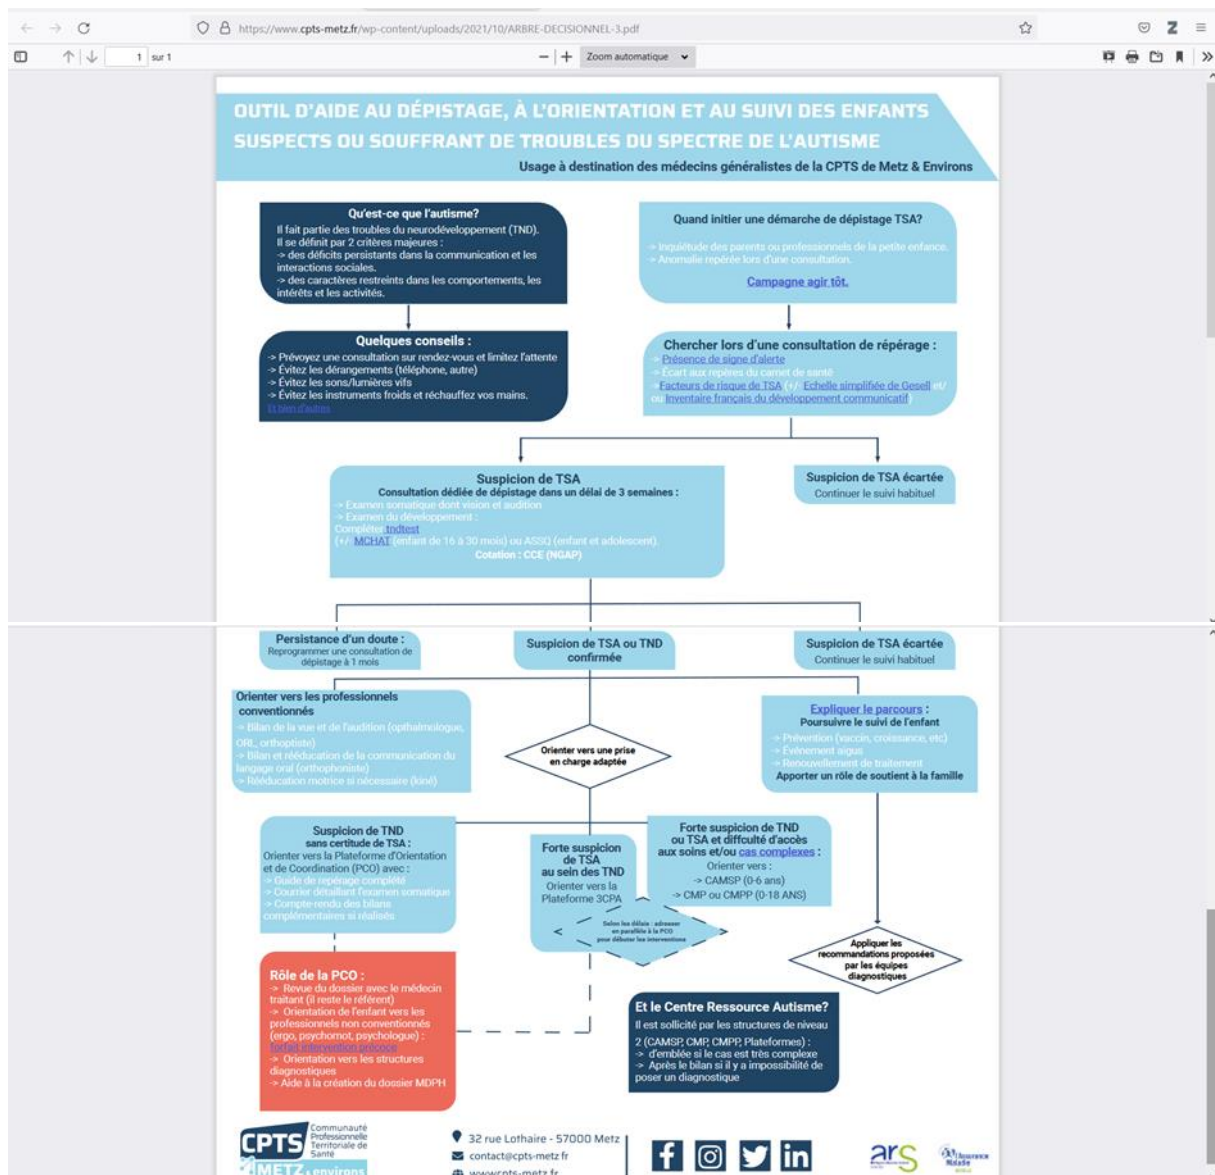 https://www.cpts-metz.fr/wp-content/uploads/2021/10/ARBRE-DECISIONNEL-3.pdf
1 sur 1
Zoom automatique
OUTIL D'AIDE AU DÉPISTAGE, À L'ORIENTATION ET AU SUIVI DES ENFANTS
SUSPECTS OU SOUFFRANT DE TROUBLES DU SPECTRE DE L'AUTISME
Usage à destination des médecins généralistes de la CPTS de Metz & Environs
Qu'est-ce que l'autisme?
Il fait partie des troubles du neurodéveloppement (TND).
Il se définit par 2 critères majeures :
-> des déficits persistants dans la communication et les
interactions sociales.
-> des caractères restreints dans les comportements, les
intérêts et les activités.
Quand initier une démarche de dépistage TSA?
-> Inquiétude des parents ou professionnels de la petite enfance.
-> Anomalie repérée lors d'une consultation.
Campagne agir tôt.
Quelques conseils :
-> Prévoyez une consultation sur rendez-vous et limitez l'attente
-> Évitez les dérangements (téléphone, autre)
-> Évitez les sons/lumières vifs
-> Évitez les instruments froids et réchauffez vos mains.
Et bien d'autres
Chercher lors d'une consultation de répérage :
-> Présence de signe d'alerte
-> Écart aux repères du carnet de santé
->Facteurs de risque de TSA (+/- Echelle simplifiée de Gesell et/
ou Inventaire français du développement communicatif)
Suspicion de TSA
Consultation dédiée de dépistage dans un délai de 3 semaines :
-> Examen somatique dont vision et audition
-> Examen du développement :
Compléter tndtest
(+/- MCHAT (enfant de 16 à 30 mois) ou ASSQ (enfant et adolescent).
Cotation : CCE (NGAP)
Suspicion de TSA écartée
Continuer le suivi habituel
Persistance d'un doute :
Reprogrammer une consultation de
dépistage à 1 mois
Suspicion de TSA ou TND
confirmée
Suspicion de TSA écartée
Continuer le suivi habituel
Orienter vers les professionnels
conventionnés
-> Bilan de la vue et de l'audition (opthalmologue,
ORL, orthoptiste)
-> Bilan et rééducation de la communication du
langage oral (orthophoniste)
-> Rééducation motrice si nécessaire (kiné)
Orienter vers une prise
en charge adaptée
Expliquer le parcours :
Poursuivre le suivi de l'enfant
-> Prévention (vaccin, croissance, etc)
-> Événement aigus
-> Renouvellement de traitement
Apporter un rôle de soutient à la famille
Suspicion de TND
sans certitude de TSA :
Orienter vers la Plateforme d'Orientation
et de Coordination (PCO) avec :
-> Guide de repérage complété
-> Courrier détaillant l'examen somatique
-> Compte-rendu des bilans
complémentaires si réalisés
Forte suspicion
de TSA
au sein des TND
Orienter vers la
Plateforme 3CPA
Forte suspicion de TND
ou TSA et diffculté d'accès
aux soins et/ou cas complexes :
Orienter vers :
-> CAMSP (0-6 ans)
-> CMP ou CMPP (0-18 ANS)
Selon les délais : adresser
en parallèle à la PCO
pour débuter les interventions
Appliquer les
recommandations proposées
par les équipes
diagnostiques
Rôle de la PCO :
-> Revue du dossier avec le médecin
traitant (il reste le référent)
-> Orientation de l'enfant vers les
professionnels non conventionnés
(ergo, psychomot, psychologue) :
forfait intervention précoce
-> Orientation vers les structures
diagnostiques
-> Aide à la création du dossier MDPH
Et le Centre Ressource Autisme?
Il est sollicité par les structures de niveau
2 (CAMSP, CMP, CMPP, Plateformes) :
-> d'emblée si le cas est très complexe
-> Après le bilan si il y a impossibilité de
poser un diagnostique
CPTS
Communauté
Professionnelle
Territoriale de
Santé
METZ & environs
32 rue Lothaire - 57000 Metz
contact@cpts-metz.fr
www.cpts-metz.fr
ars
l'Assurance
Maladie